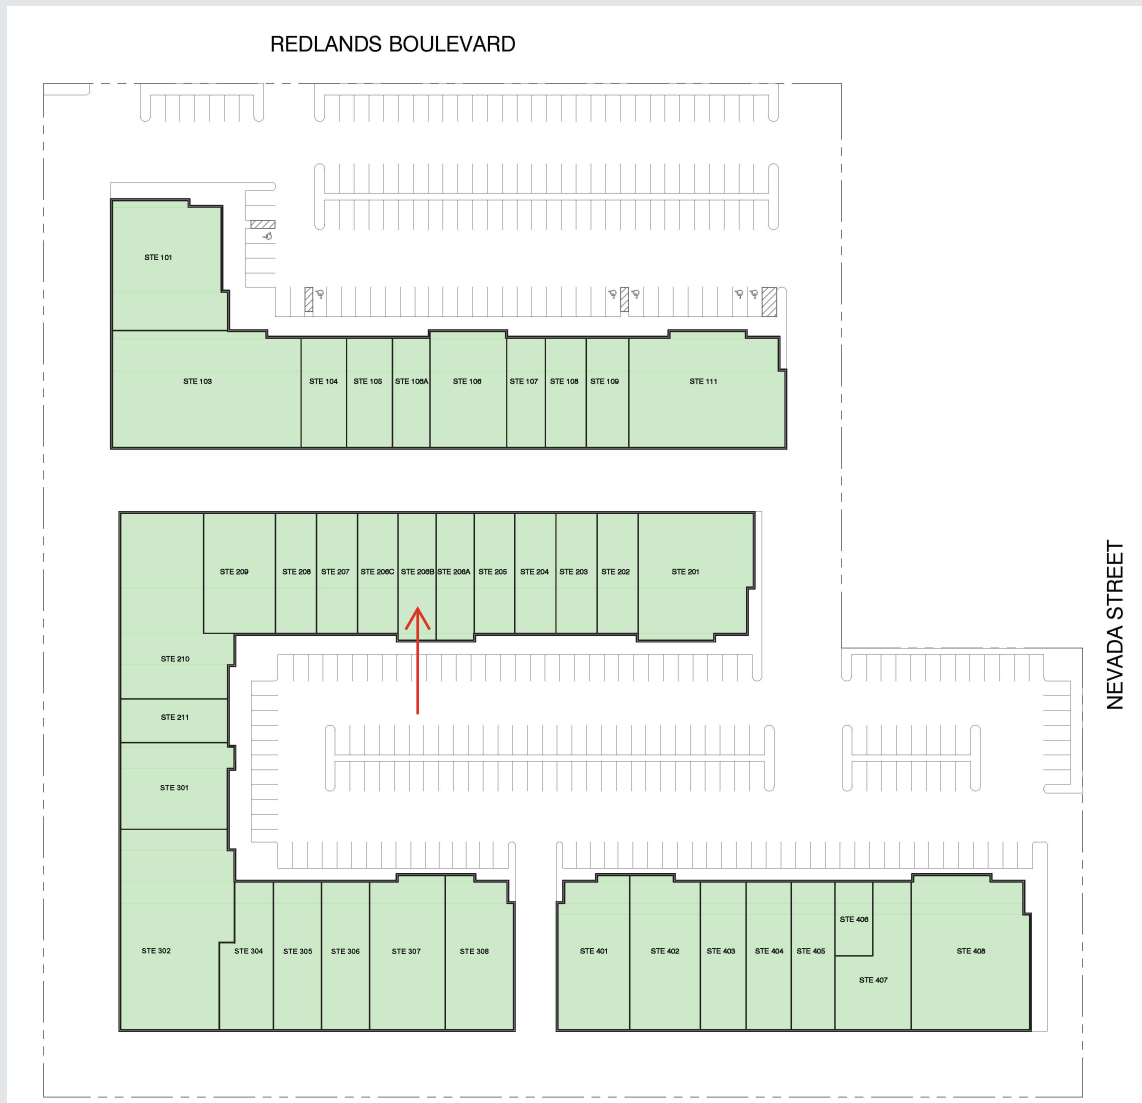 REDLANDS BOULEVARD
STE 101
STE 103
STE 104
STE 105
STE 106A
STE 106
STE 107
STE 108
STE 109
STE 111
STE 209
STE 208
STE 207
STE 206C
STE 206B
STE 206A
STE 205
STE 204
STE 203
STE 202
STE 201
NEVADA STREET
STE 210
STE 211
STE 301
STE 302
STE 304
STE 305
STE 306
STE 307
STE 308
STE 401
STE 402
STE 403
STE 404
STE 405
STE 406
STE 407
STE 408